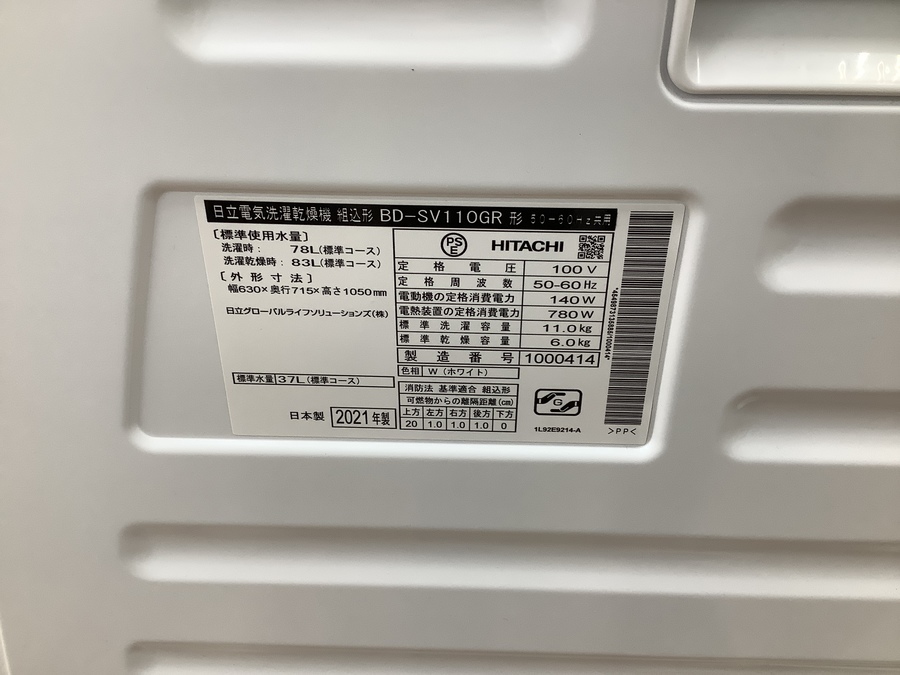 日立電気洗濯乾燥機 組込形 BD-SV110GR 形 50-60Hz共用
〔標準使用水量〕
洗濯時： 78L(標準コース)
洗濯乾燥時： 83L(標準コース)
〔外形寸法〕
幅630×奥行715×高さ1050mm
日立グローバルライフソリューションズ(株)
標準水量 37L(標準コース)
日本製 2021年製
PSE HITACHI
定格電圧 100V
定格周波数 50-60Hz
電動機の定格消費電力 140W
電熱装置の定格消費電力 780W
標準洗濯容量 11.0kg
標準乾燥容量 6.0kg
製造番号 1000414
色相 W（ホワイト）
消防法 基準適合 組込形
可燃物からの離隔距離(cm)
上方 左方 右方 後方 下方
20 1.0 1.0 1.0 0
G
1L92E9214-A
>PP<